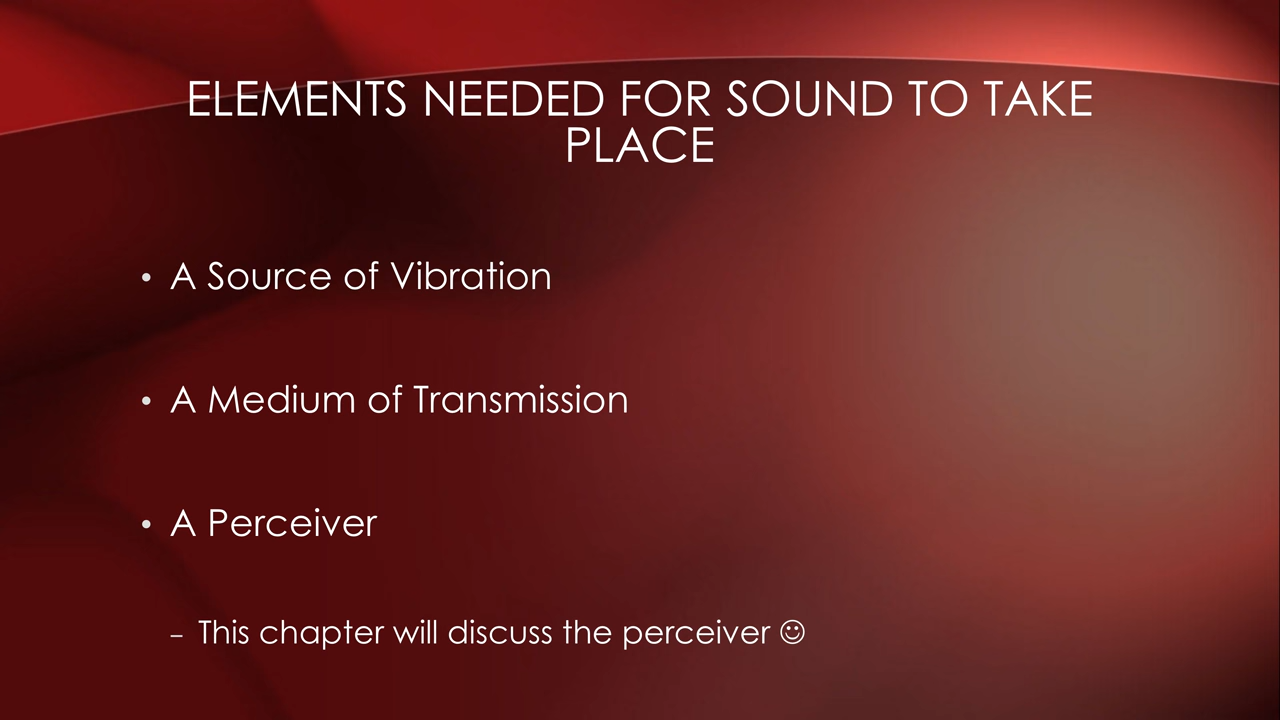 ELEMENTS NEEDED FOR SOUND TO TAKE
PLACE
• A Source of Vibration
• A Medium of Transmission
• A Perceiver
– This chapter will discuss the perceiver ☺